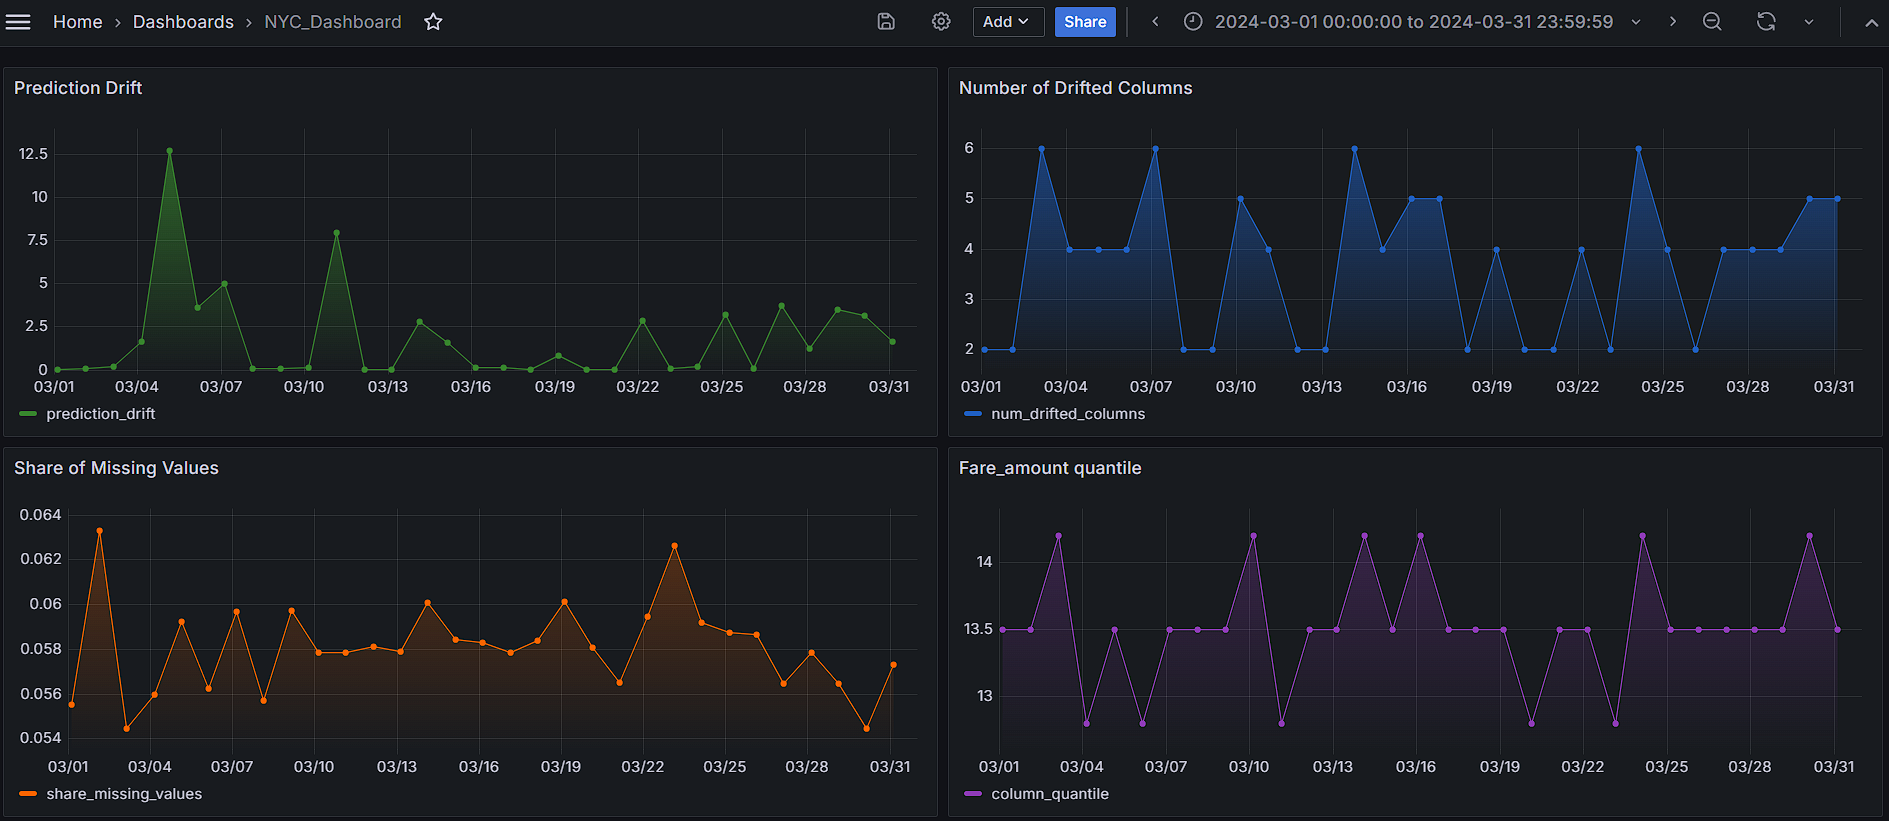 Home › Dashboards › NYC_Dashboard
Add
Share
2024-03-01 00:00:00 to 2024-03-31 23:59:59
Prediction Drift
12.5
10
7.5
5
2.5
0
03/01 03/04 03/07 03/10 03/13 03/16 03/19 03/22 03/25 03/28 03/31
prediction_drift
Number of Drifted Columns
6
5
4
3
2
03/01 03/04 03/07 03/10 03/13 03/16 03/19 03/22 03/25 03/28 03/31
num_drifted_columns
Share of Missing Values
0.064
0.062
0.06
0.058
0.056
0.054
03/01 03/04 03/07 03/10 03/13 03/16 03/19 03/22 03/25 03/28 03/31
share_missing_values
Fare_amount quantile
14
13.5
13
03/01 03/04 03/07 03/10 03/13 03/16 03/19 03/22 03/25 03/28 03/31
column_quantile